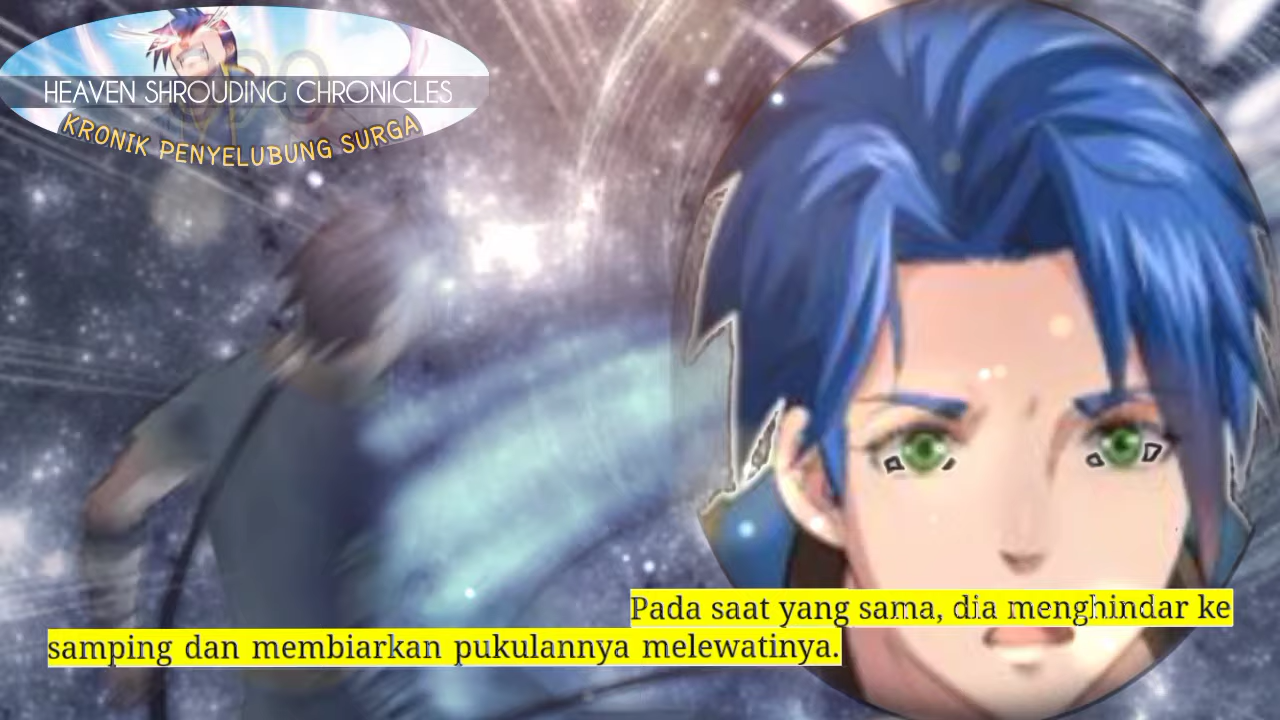 HEAVEN SHROUDING CHRONICLES
KRONIK PENYELUBUNG SURGA
Pada saat yang sama, dia menghindar ke
samping dan membiarkan pukulannya melewatinya.